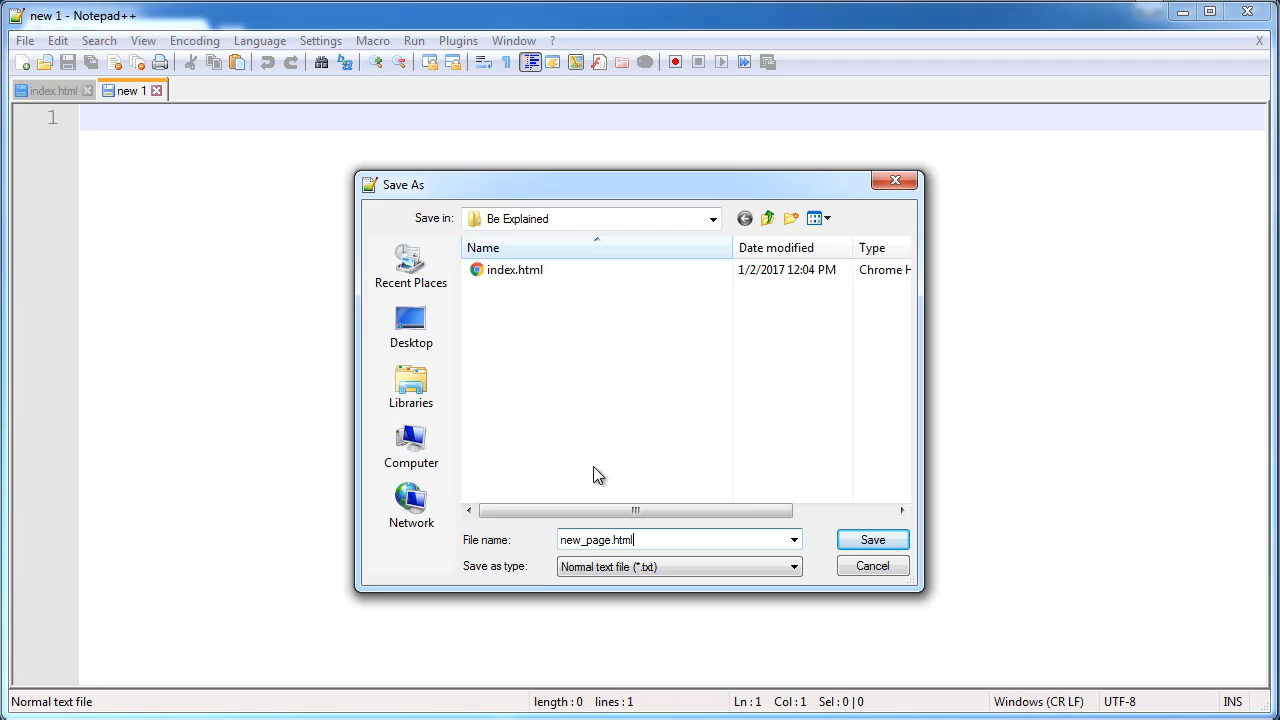 new 1 - Notepad++
File Edit Search View Encoding Language Settings Macro Run Plugins Window ? X
index.html new 1
1
Save As
Save in: Be Explained
Name Date modified Type
index.html 1/2/2017 12:04 PM Chrome H
Recent Places
Desktop
Libraries
Computer
Network
File name: new_page.html Save
Save as type: Normal text file (*.txt) Cancel
Normal text file length : 0 lines : 1 Ln : 1 Col : 1 Sel : 0 | 0 Windows (CR LF) UTF-8 INS